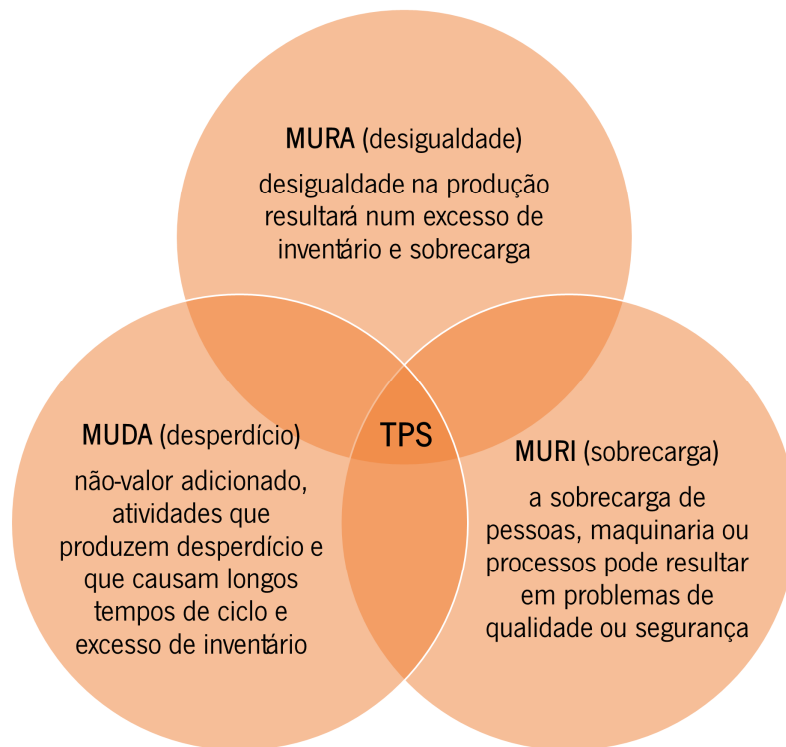 MURA (desigualdade)
desigualdade na produção
resultará num excesso de
inventário e sobrecarga
MUDA (desperdício)
não-valor adicionado,
atividades que
produzem desperdício e
que causam longos
tempos de ciclo e
excesso de inventário
TPS
MURI (sobrecarga)
a sobrecarga de
pessoas, maquinaria ou
processos pode resultar
em problemas de
qualidade ou segurança